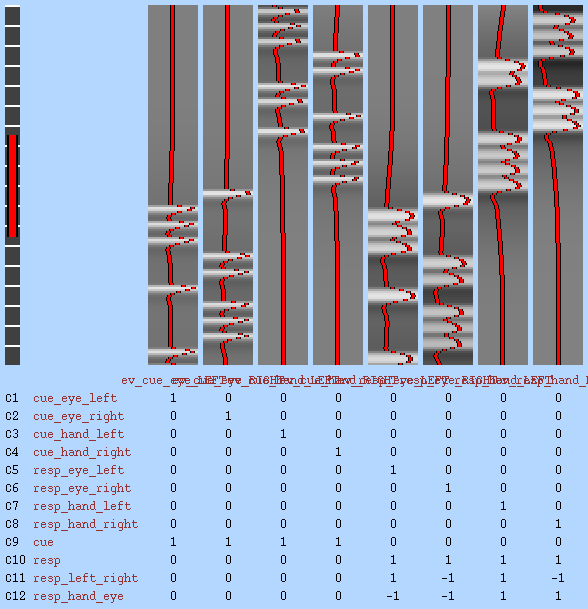 C1 cue_eye_left 1 0 0 0 0 0 0 0
C2 cue_eye_right 0 1 0 0 0 0 0 0
C3 cue_hand_left 0 0 1 0 0 0 0 0
C4 cue_hand_right 0 0 0 1 0 0 0 0
C5 resp_eye_left 0 0 0 0 1 0 0 0
C6 resp_eye_right 0 0 0 0 0 1 0 0
C7 resp_hand_left 0 0 0 0 0 0 1 0
C8 resp_hand_right 0 0 0 0 0 0 0 1
C9 cue 1 1 1 1 0 0 0 0
C10 resp 0 0 0 0 1 1 1 1
C11 resp_left_right 0 0 0 0 1 -1 1 -1
C12 resp_hand_eye 0 0 0 0 -1 -1 1 1